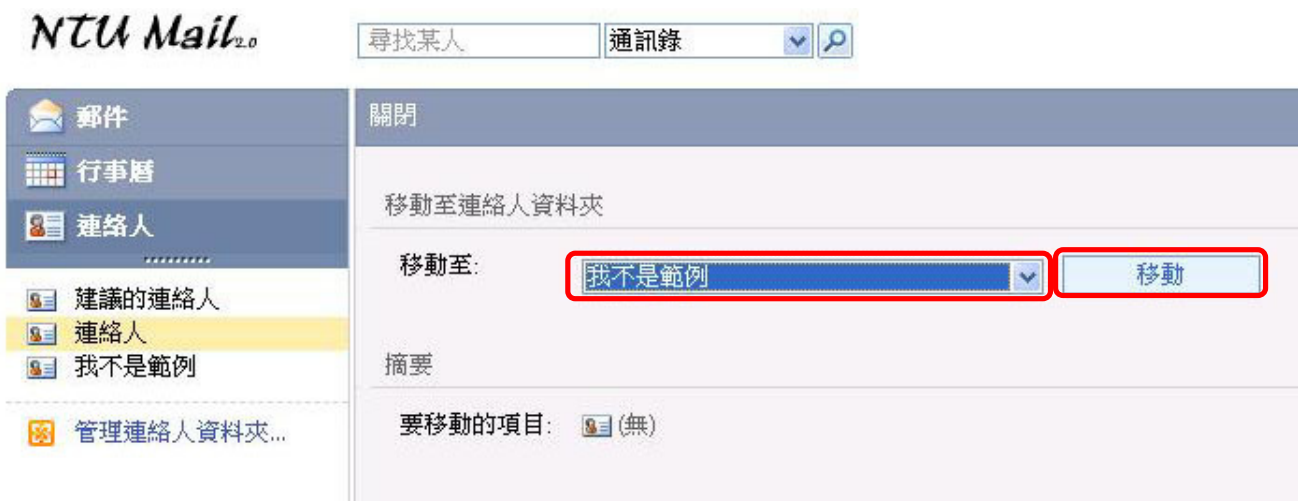 NTU Mail 2.0
尋找某人 通訊錄
郵件
行事曆
連絡人
建議的連絡人
連絡人
我不是範例
管理連絡人資料夾...
關閉
移動至連絡人資料夾
移動至: 我不是範例 移動
摘要
要移動的項目: (無)